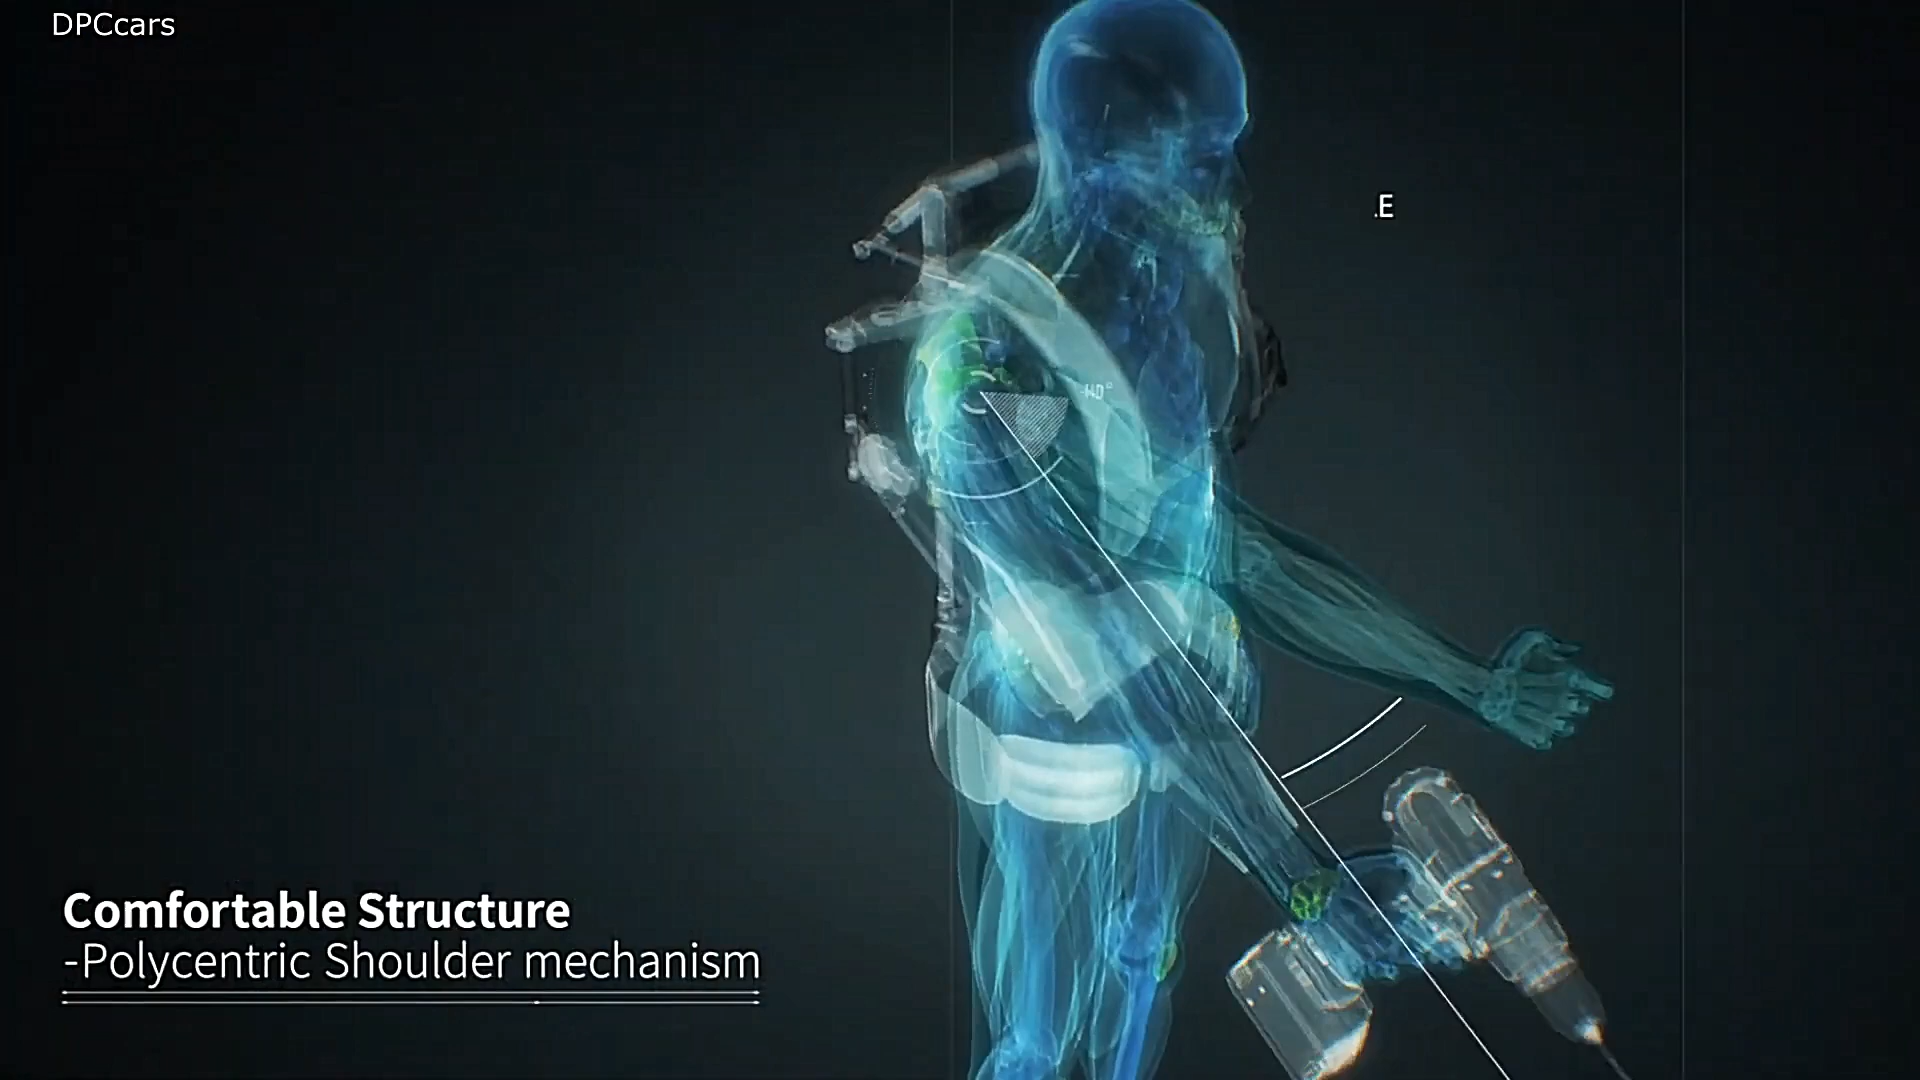 DPCcars
.E
Comfortable Structure
-Polycentric Shoulder mechanism